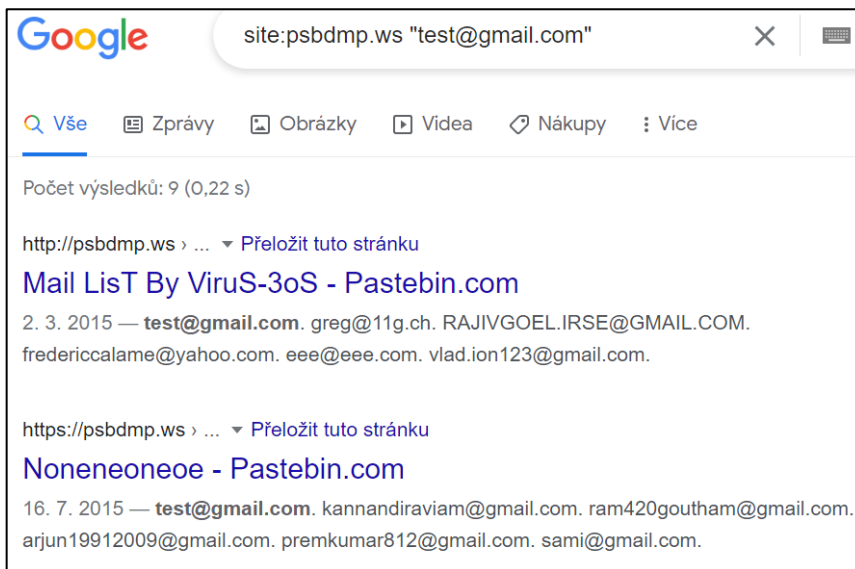 Google
site:psbdmp.ws "test@gmail.com"
Vše Zprávy Obrázky Videa Nákupy Více
Počet výsledků: 9 (0,22 s)
http://psbdmp.ws › ... Přeložit tuto stránku
Mail LisT By ViruS-3oS - Pastebin.com
2. 3. 2015 — test@gmail.com. greg@11g.ch. RAJIVGOEL.IRSE@GMAIL.COM.
fredericcalame@yahoo.com. eee@eee.com. vlad.ion123@gmail.com.
https://psbdmp.ws › ... Přeložit tuto stránku
Noneneoneoe - Pastebin.com
16. 7. 2015 — test@gmail.com. kannandiraviam@gmail.com. ram420goutham@gmail.com.
arjun19912009@gmail.com. premkumar812@gmail.com. sami@gmail.com.